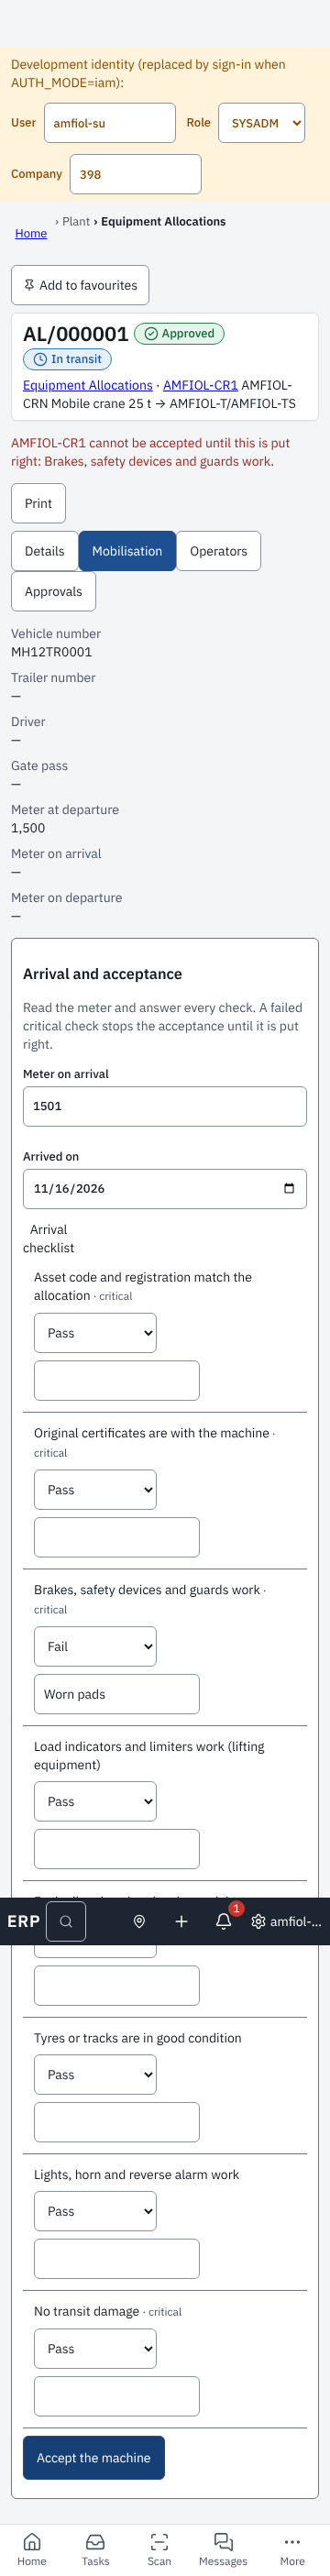 Development identity (replaced by sign-in when
AUTH_MODE=iam):
User amfiol-su Role SYSADM
Company 398
Home › Plant › Equipment Allocations
Add to favourites
AL/000001 Approved
In transit
Equipment Allocations · AMFIOL-CR1 AMFIOL-
CRN Mobile crane 25 t → AMFIOL-T/AMFIOL-TS
AMFIOL-CR1 cannot be accepted until this is put
right: Brakes, safety devices and guards work.
Print
Details Mobilisation Operators
Approvals
Vehicle number
MH12TR0001
Trailer number
—
Driver
—
Gate pass
—
Meter at departure
1,500
Meter on arrival
—
Meter on departure
—
Arrival and acceptance
Read the meter and answer every check. A failed
critical check stops the acceptance until it is put
right.
Meter on arrival
1501
Arrived on
11/16/2026
Arrival
checklist
Asset code and registration match the
allocation · critical
Pass
Original certificates are with the machine ·
critical
Pass
Brakes, safety devices and guards work ·
critical
Fail
Worn pads
Load indicators and limiters work (lifting
equipment)
Pass
ERP 1 amfiol-...
Tyres or tracks are in good condition
Pass
Lights, horn and reverse alarm work
Pass
No transit damage · critical
Pass
Accept the machine
Home Tasks Scan Messages More